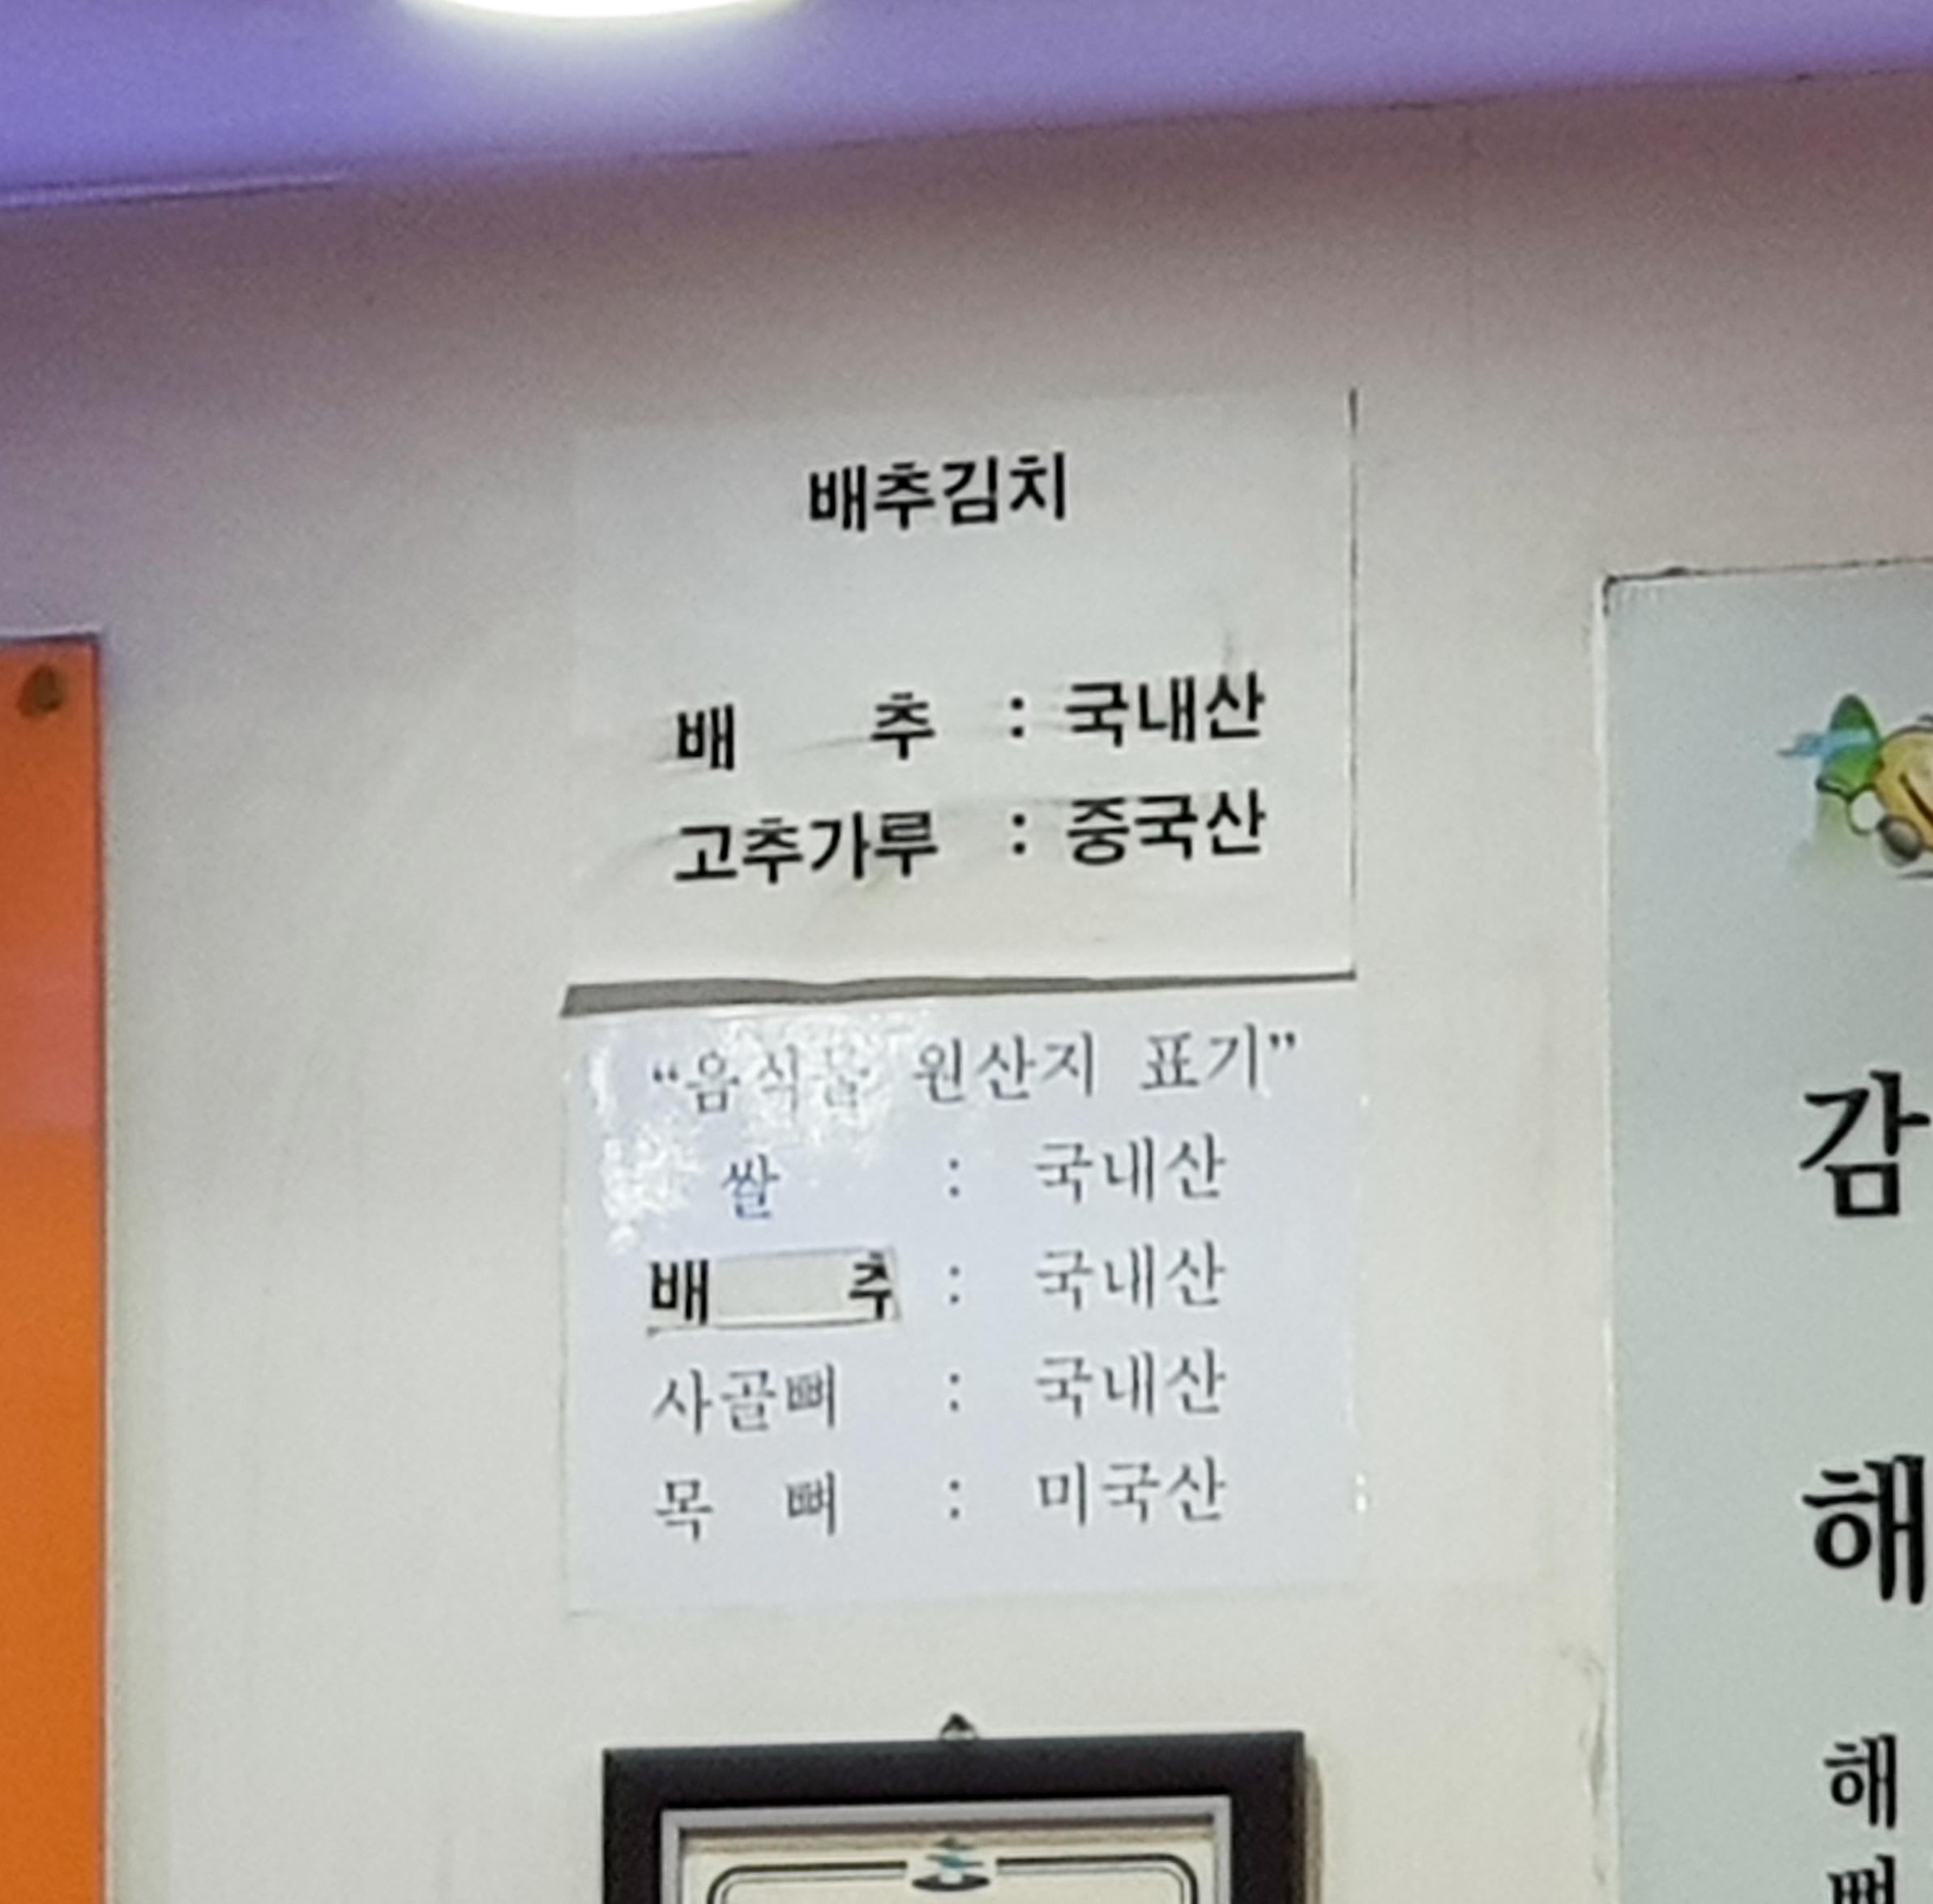 배추김치
배 추 : 국내산
고추가루 : 중국산
“음식물 원산지 표기”
쌀 : 국내산
배 추 : 국내산
사골뼈 : 국내산
목 뼈 : 미국산
감
해
해
뼈